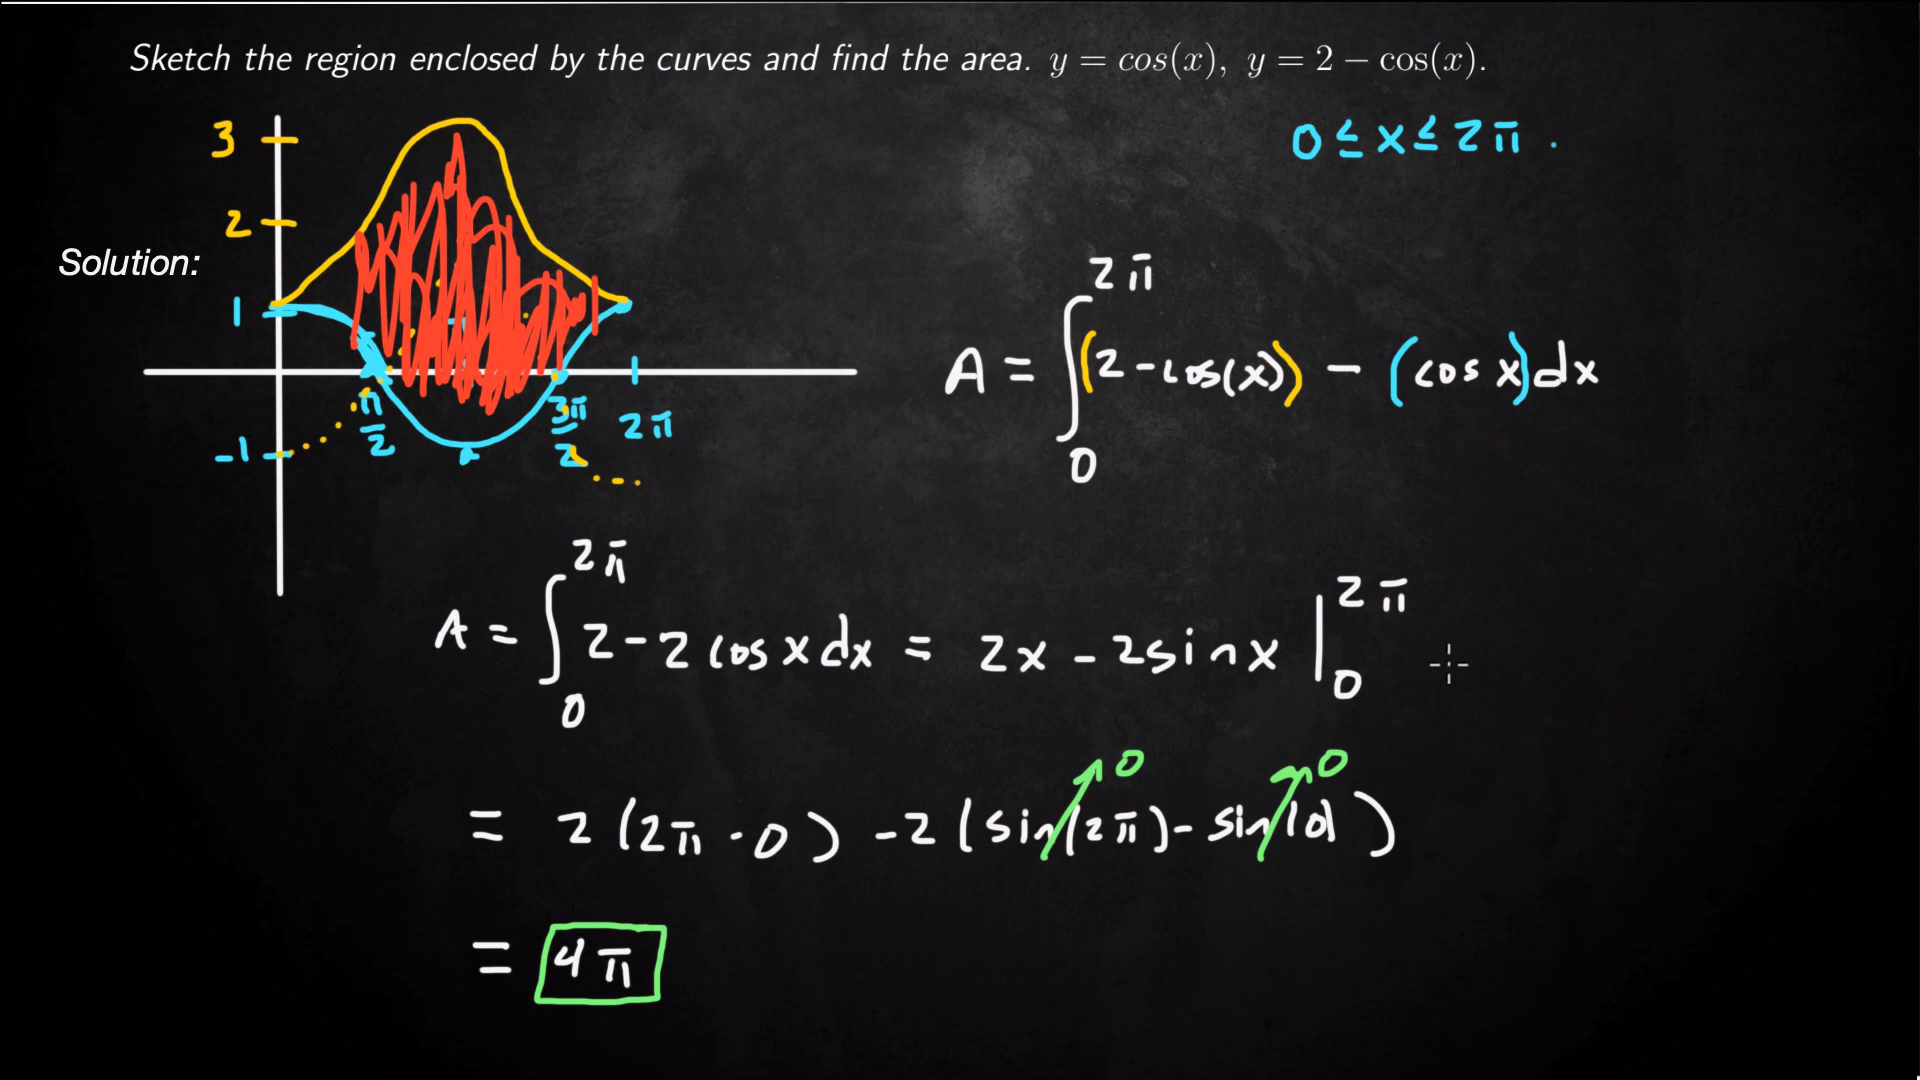 Sketch the region enclosed by the curves and find the area. y = cos(x), y = 2 − cos(x).
0 ≤ x ≤ 2π.
Solution:
3
2
1
-1
π/2
3π/2
2π
A = ∫₀^2π (2 - cos(x)) - (cos x) dx
A = ∫₀^2π 2 - 2 cos x dx = 2x - 2 sin x |₀^2π
= 2 (2π - 0) - 2 (sin(2π) - sin(0))
0 0
= 4π